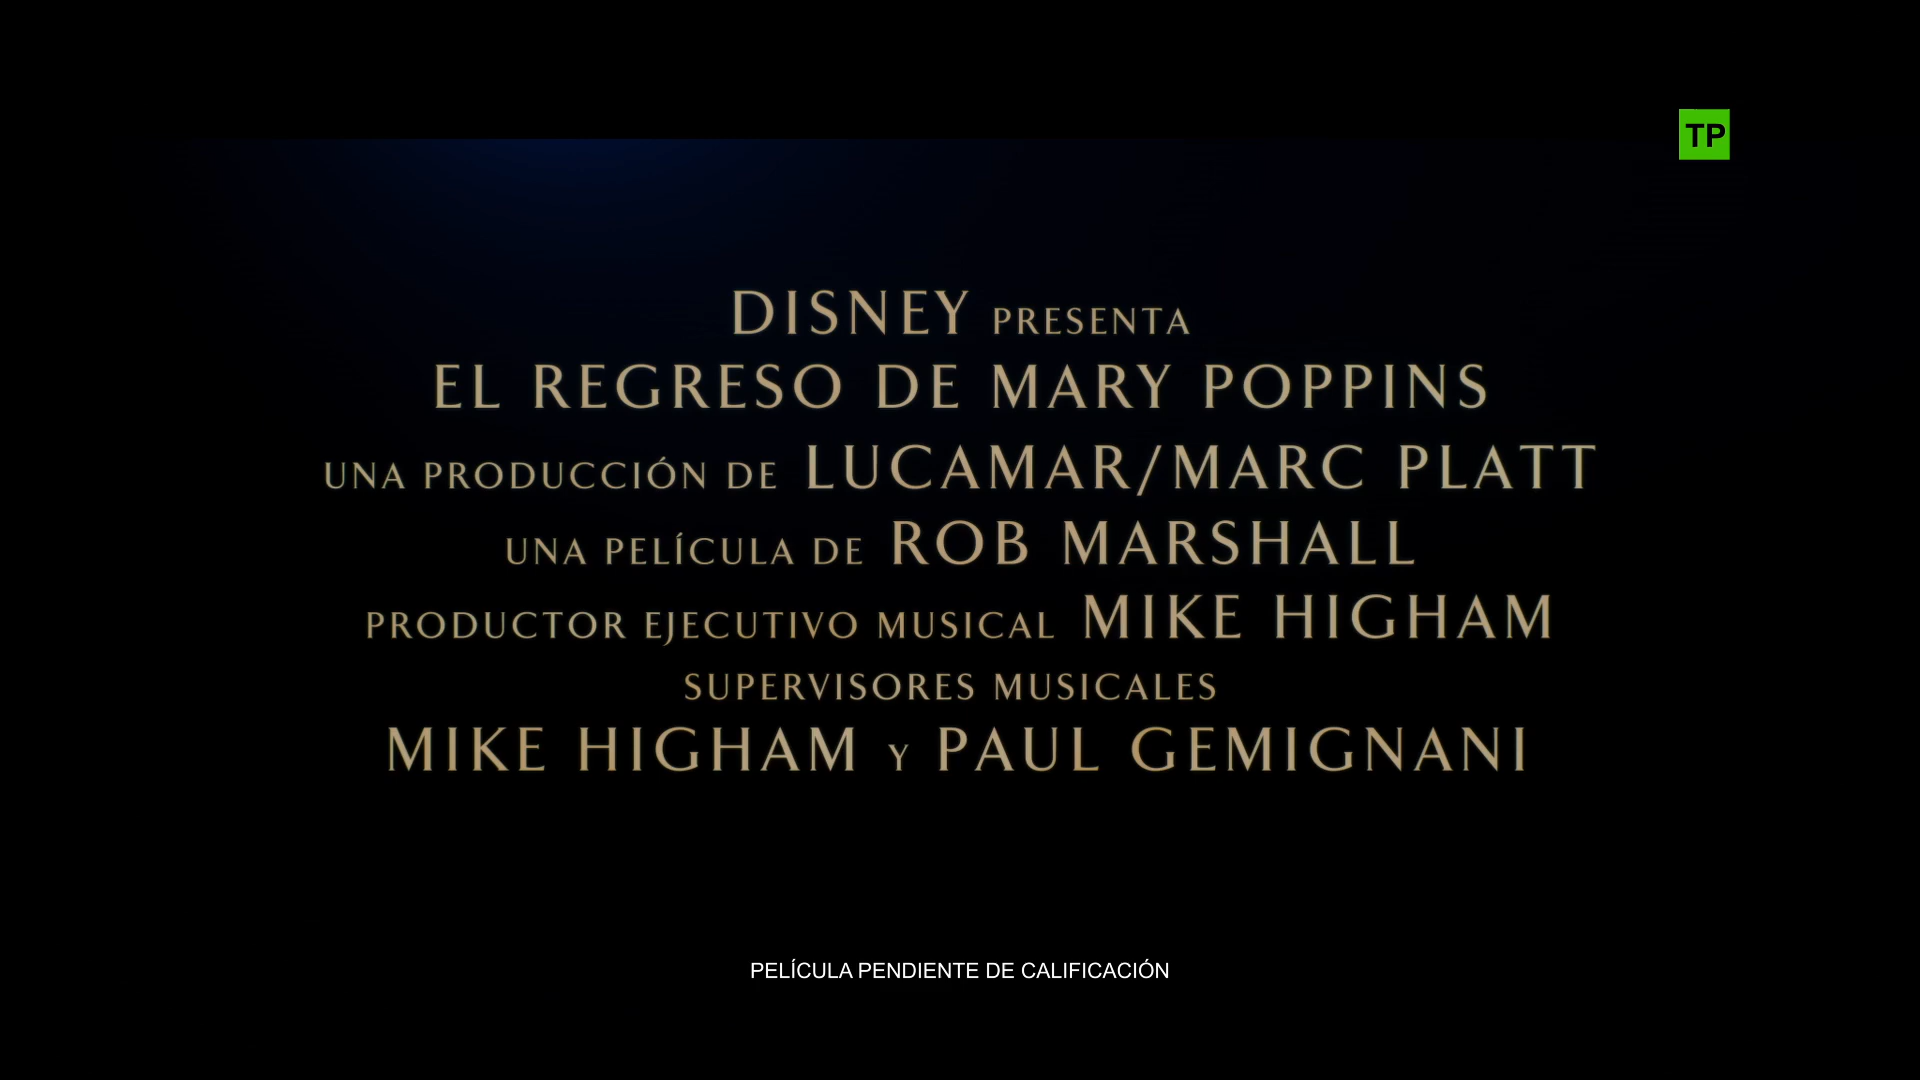 TP
DISNEY PRESENTA
EL REGRESO DE MARY POPPINS
UNA PRODUCCIÓN DE LUCAMAR/MARC PLATT
UNA PELÍCULA DE ROB MARSHALL
PRODUCTOR EJECUTIVO MUSICAL MIKE HIGHAM
SUPERVISORES MUSICALES
MIKE HIGHAM Y PAUL GEMIGNANI
PELÍCULA PENDIENTE DE CALIFICACIÓN